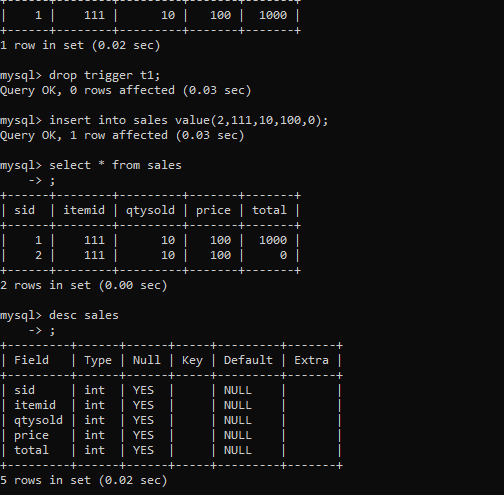 |    1 |    111 |      10 |   100 |  1000 |
+------+--------+---------+-------+-------+
1 row in set (0.02 sec)
mysql> drop trigger t1;
Query OK, 0 rows affected (0.03 sec)
mysql> insert into sales value(2,111,10,100,0);
Query OK, 1 row affected (0.03 sec)
mysql> select * from sales
    -> ;
+------+--------+---------+-------+-------+
| sid  | itemid | qtysold | price | total |
+------+--------+---------+-------+-------+
|    1 |    111 |      10 |   100 |  1000 |
|    2 |    111 |      10 |   100 |     0 |
+------+--------+---------+-------+-------+
2 rows in set (0.00 sec)
mysql> desc sales
    -> ;
+---------+------+------+-----+---------+-------+
| Field   | Type | Null | Key | Default | Extra |
+---------+------+------+-----+---------+-------+
| sid     | int  | YES  |     | NULL    |       |
| itemid  | int  | YES  |     | NULL    |       |
| qtysold | int  | YES  |     | NULL    |       |
| price   | int  | YES  |     | NULL    |       |
| total   | int  | YES  |     | NULL    |       |
+---------+------+------+-----+---------+-------+
5 rows in set (0.02 sec)